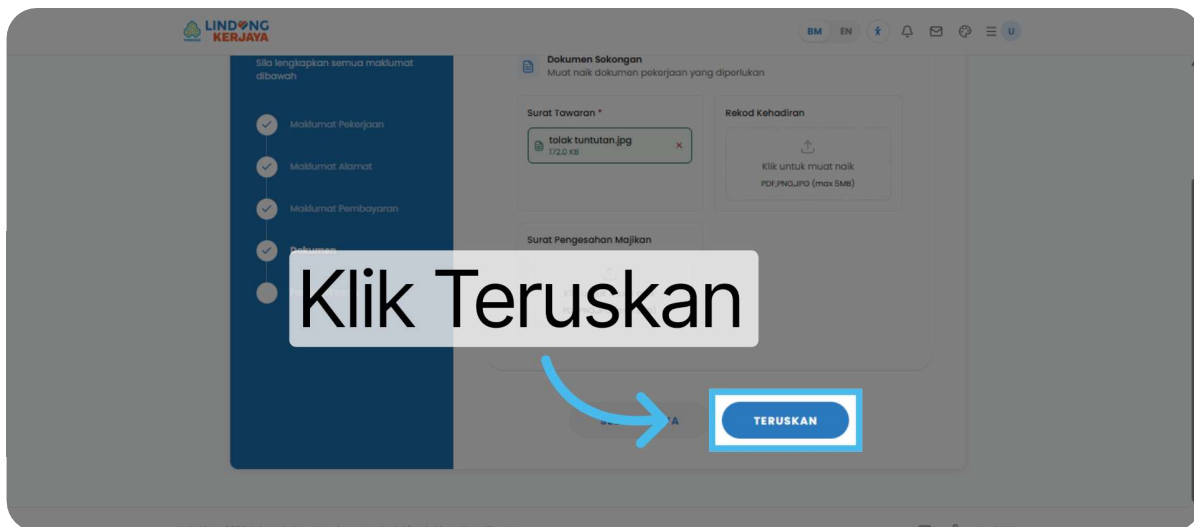 LINDUNG
KERJAYA
BM EN
U
Sila lengkapkan semua maklumat
dibawah
Maklumat Pekerjaan
Maklumat Alamat
Maklumat Pembayaran
Dokumen
Dokumen Sokongan
Muat naik dokumen pekerjaan yang diperlukan
Surat Tawaran *
tolak tuntutan.jpg
172.0 KB
Rekod Kehadiran
Klik untuk muat naik
PDF,PNG,JPG (max 5MB)
Surat Pengesahan Majikan
Klik Teruskan
TERUSKAN